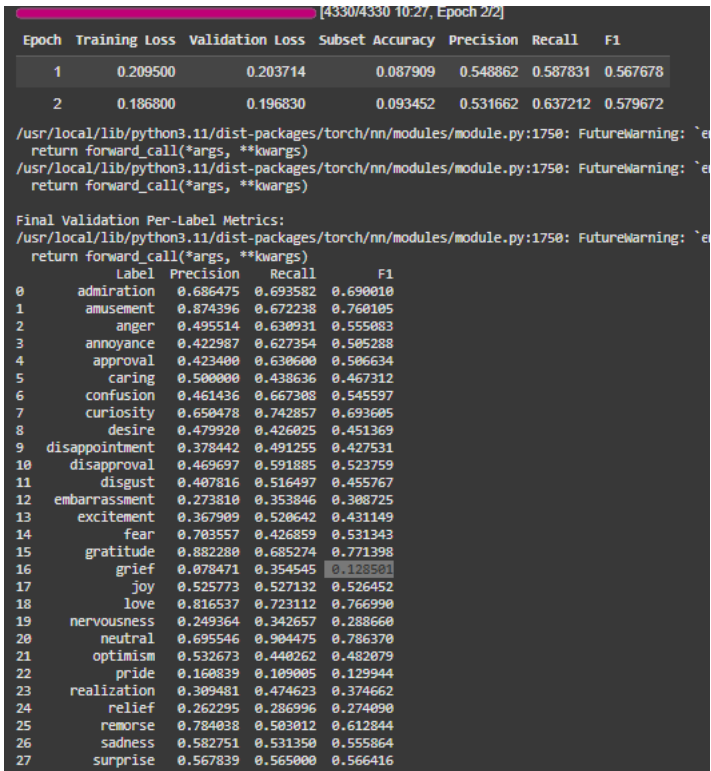 [4330/4330 10:27, Epoch 2/2]
Epoch Training Loss Validation Loss Subset Accuracy Precision Recall F1
1 0.209500 0.203714 0.087909 0.548862 0.587831 0.567678
2 0.186800 0.196830 0.093452 0.531662 0.637212 0.579672
/usr/local/lib/python3.11/dist-packages/torch/nn/modules/module.py:1750: FutureWarning: `e
return forward_call(*args, **kwargs)
/usr/local/lib/python3.11/dist-packages/torch/nn/modules/module.py:1750: FutureWarning: `e
return forward_call(*args, **kwargs)
Final Validation Per-Label Metrics:
/usr/local/lib/python3.11/dist-packages/torch/nn/modules/module.py:1750: FutureWarning: `e
return forward_call(*args, **kwargs)
Label Precision Recall F1
0 admiration 0.686475 0.693582 0.690010
1 amusement 0.874396 0.672238 0.760105
2 anger 0.495514 0.630931 0.555083
3 annoyance 0.422987 0.627354 0.505288
4 approval 0.423400 0.630600 0.506634
5 caring 0.500000 0.438636 0.467312
6 confusion 0.461436 0.667308 0.545597
7 curiosity 0.650478 0.742857 0.693605
8 desire 0.479920 0.426025 0.451369
9 disappointment 0.378442 0.491255 0.427531
10 disapproval 0.469697 0.591885 0.523759
11 disgust 0.407816 0.516497 0.455767
12 embarrassment 0.273810 0.353846 0.308725
13 excitement 0.367909 0.520642 0.431149
14 fear 0.703557 0.426859 0.531343
15 gratitude 0.882280 0.685274 0.771398
16 grief 0.078471 0.354545 0.128501
17 joy 0.525773 0.527132 0.526452
18 love 0.816537 0.723112 0.766990
19 nervousness 0.249364 0.342657 0.288660
20 neutral 0.695546 0.904475 0.786370
21 optimism 0.532673 0.440262 0.482079
22 pride 0.160839 0.109005 0.129944
23 realization 0.309481 0.474623 0.374662
24 relief 0.262295 0.286996 0.274090
25 remorse 0.784038 0.503012 0.612844
26 sadness 0.582751 0.531350 0.555864
27 surprise 0.567839 0.565000 0.566416